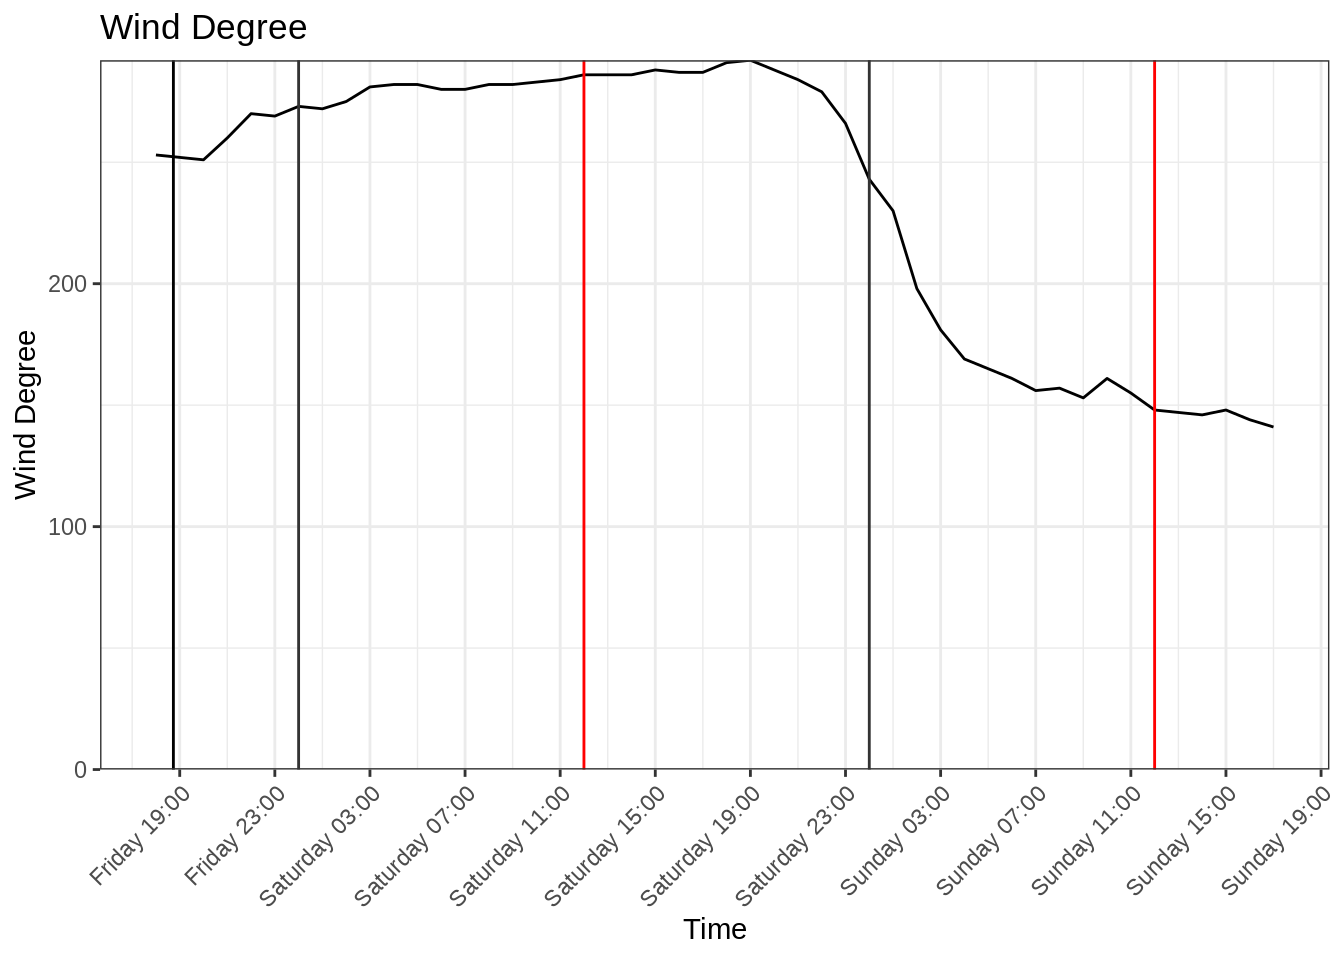 Wind Degree
Wind Degree
200
100
0
Friday 19:00
Friday 23:00
Saturday 03:00
Saturday 07:00
Saturday 11:00
Saturday 15:00
Saturday 19:00
Saturday 23:00
Sunday 03:00
Sunday 07:00
Sunday 11:00
Sunday 15:00
Sunday 19:00
Time